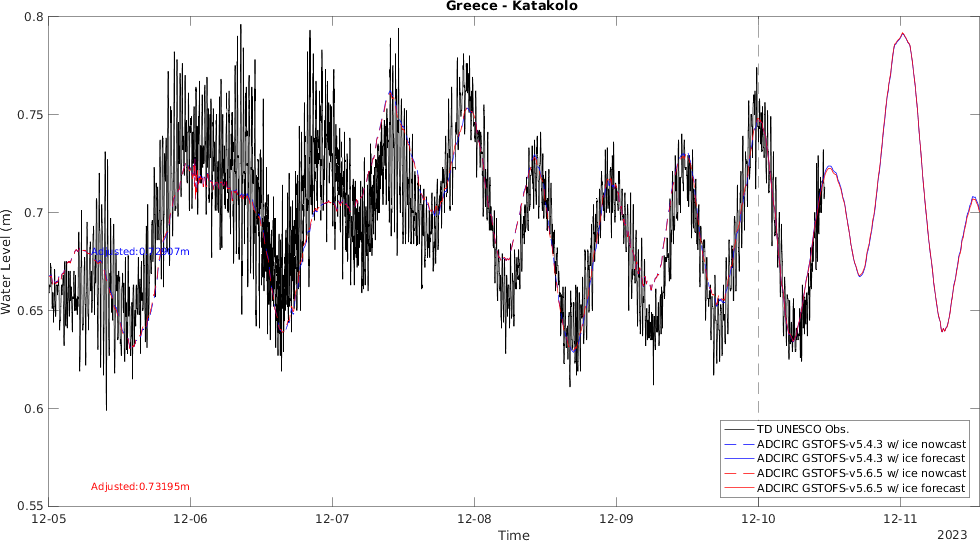 Greece - Katakolo
0.8
0.75
0.7
0.65
0.6
0.55
Water Level (m)
Adjusted:0.72907m
Adjusted:0.73195m
TD UNESCO Obs.
ADCIRC GSTOFS-v5.4.3 w/ ice nowcast
ADCIRC GSTOFS-v5.4.3 w/ ice forecast
ADCIRC GSTOFS-v5.6.5 w/ ice nowcast
ADCIRC GSTOFS-v5.6.5 w/ ice forecast
12-05 12-06 12-07 12-08 12-09 12-10 12-11
Time
2023